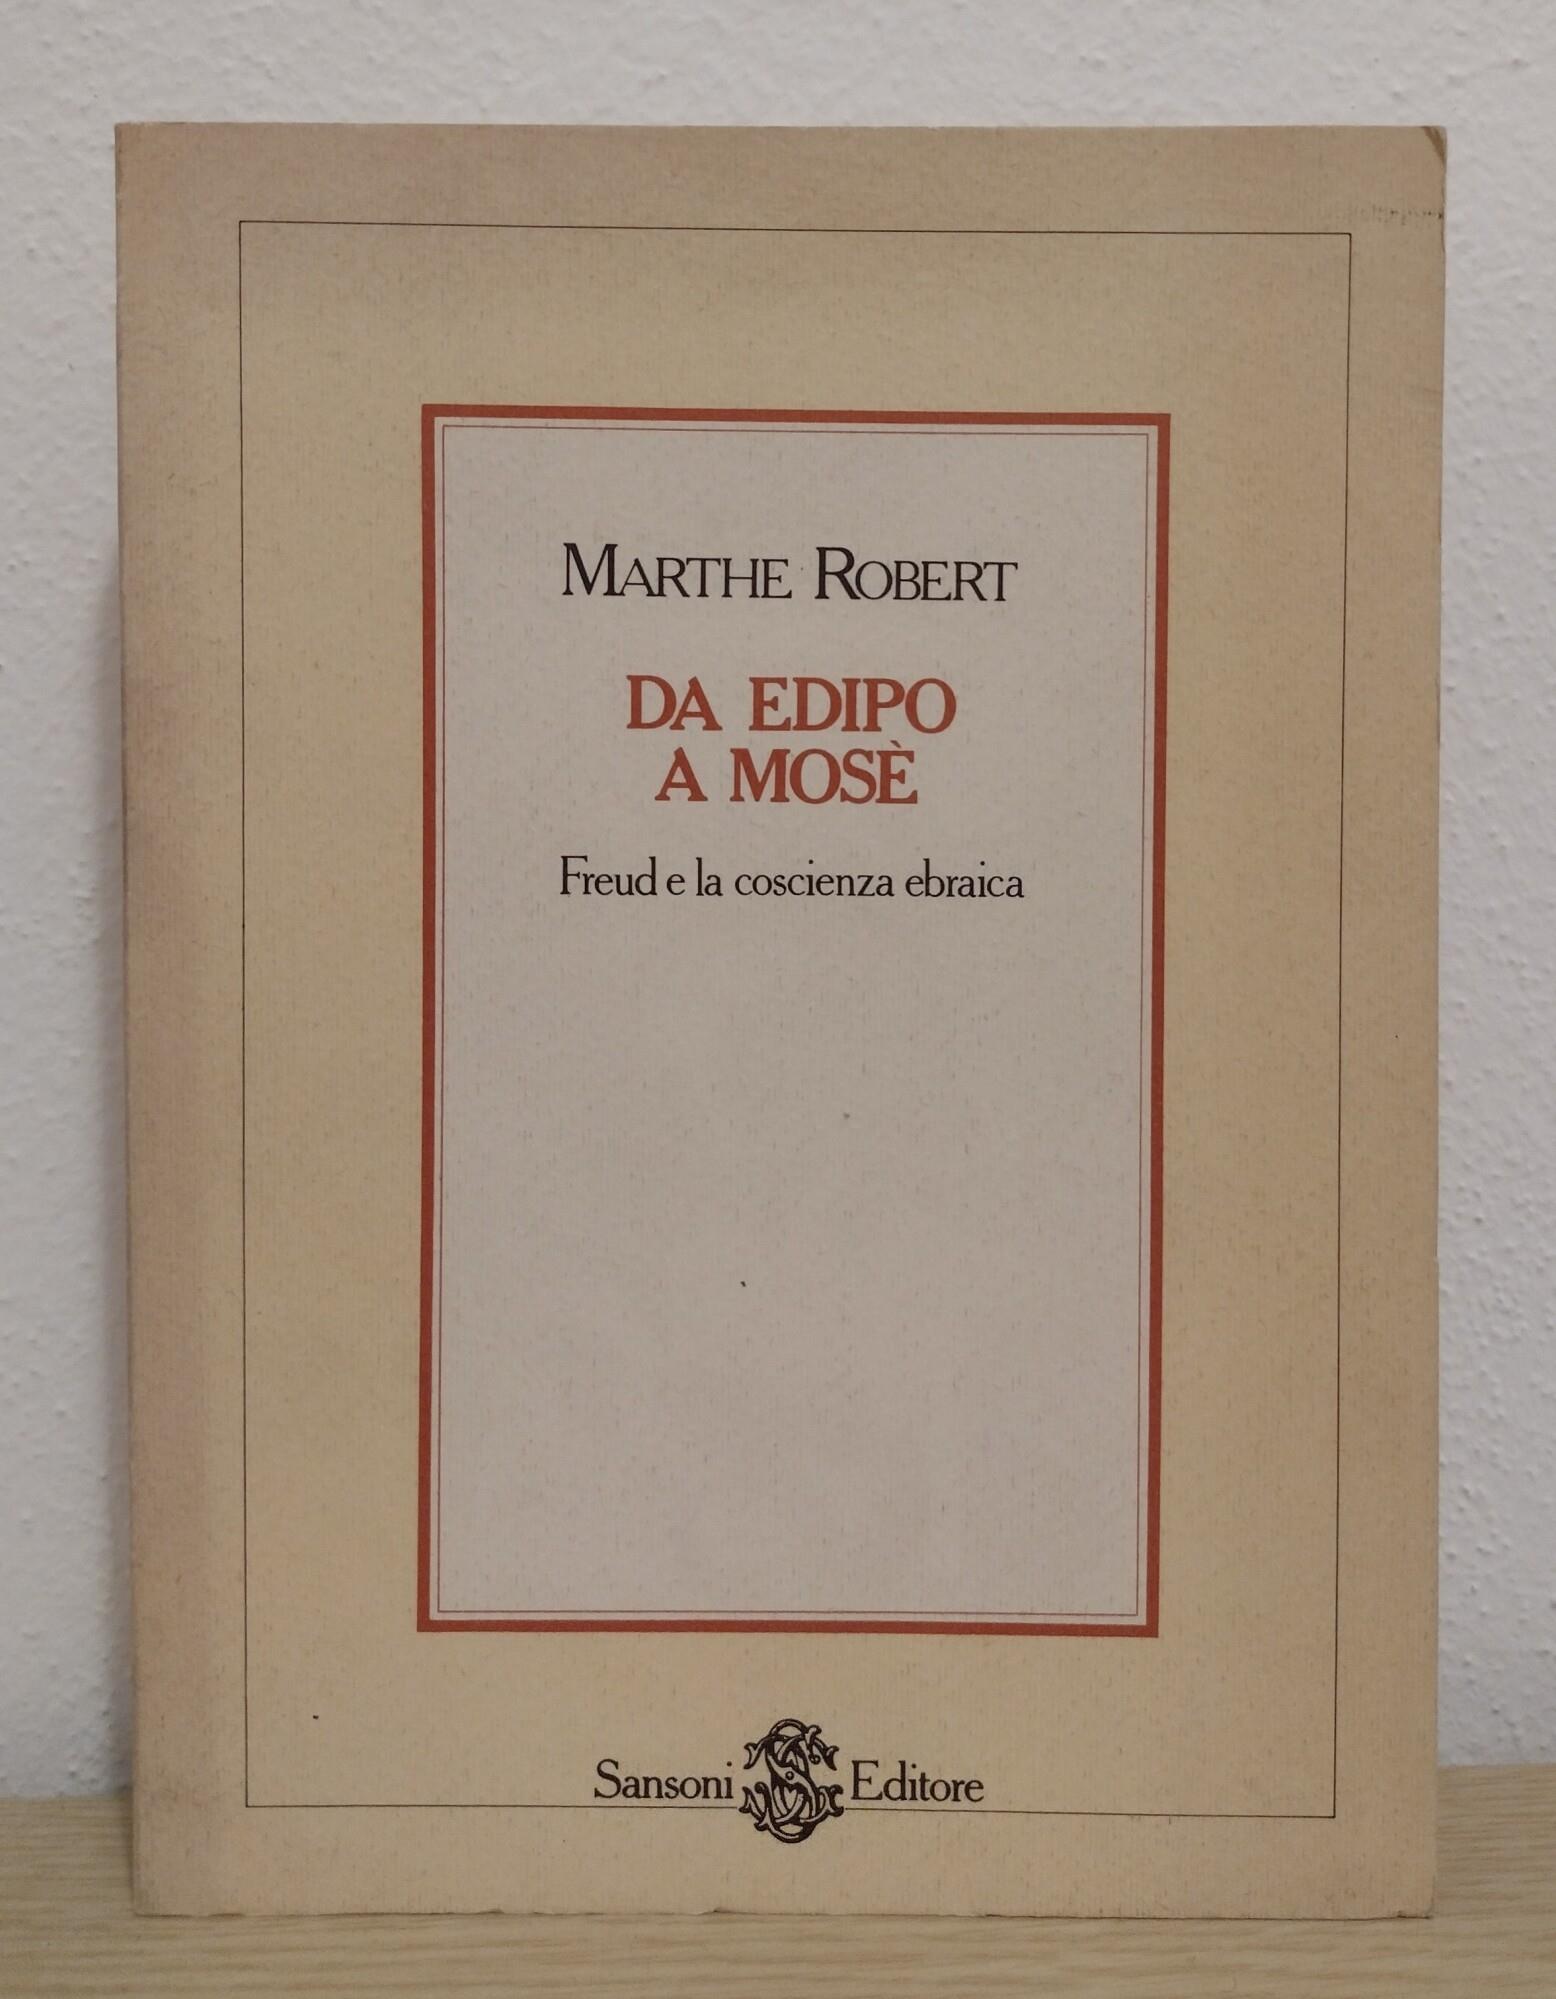 MARTHE ROBERT
DA EDIPO
A MOSÈ
Freud e la coscienza ebraica
Sansoni Editore